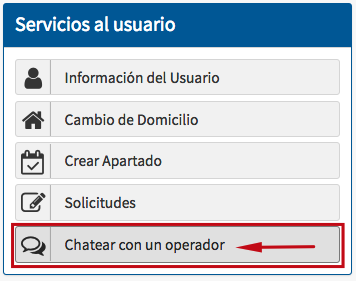 Servicios al usuario
Información del Usuario
Cambio de Domicilio
Crear Apartado
Solicitudes
Chatear con un operador